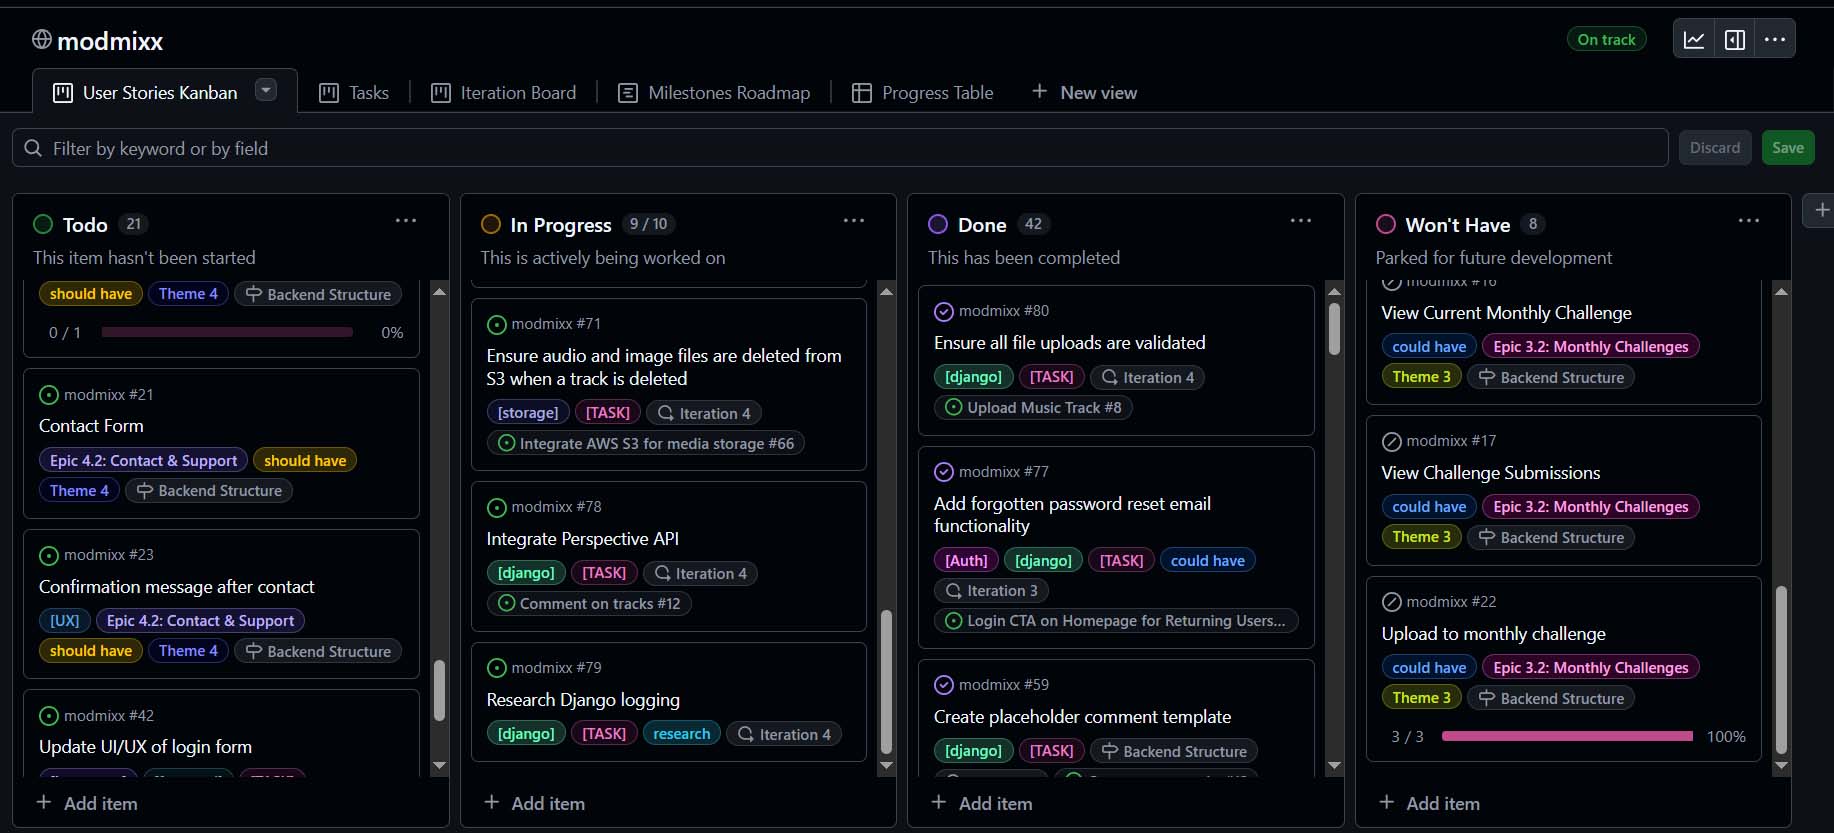 modmixx
On track
User Stories Kanban
Tasks
Iteration Board
Milestones Roadmap
Progress Table
New view
Filter by keyword or by field
Discard
Save
Todo 21
This item hasn't been started
should have Theme 4 Backend Structure
0 / 1 0%
modmixx #21
Contact Form
Epic 4.2: Contact & Support should have
Theme 4 Backend Structure
modmixx #23
Confirmation message after contact
[UX] Epic 4.2: Contact & Support
should have Theme 4 Backend Structure
modmixx #42
Update UI/UX of login form
Add item
In Progress 9 / 10
This is actively being worked on
modmixx #71
Ensure audio and image files are deleted from
S3 when a track is deleted
[storage] [TASK] Iteration 4
Integrate AWS S3 for media storage #66
modmixx #78
Integrate Perspective API
[django] [TASK] Iteration 4
Comment on tracks #12
modmixx #79
Research Django logging
[django] [TASK] research Iteration 4
Add item
Done 42
This has been completed
modmixx #80
Ensure all file uploads are validated
[django] [TASK] Iteration 4
Upload Music Track #8
modmixx #77
Add forgotten password reset email
functionality
[Auth] [django] [TASK] could have
Iteration 3
Login CTA on Homepage for Returning Users...
modmixx #59
Create placeholder comment template
[django] [TASK] Backend Structure
Add item
Won't Have 8
Parked for future development
modmixx #16
View Current Monthly Challenge
could have Epic 3.2: Monthly Challenges
Theme 3 Backend Structure
modmixx #17
View Challenge Submissions
could have Epic 3.2: Monthly Challenges
Theme 3 Backend Structure
modmixx #22
Upload to monthly challenge
could have Epic 3.2: Monthly Challenges
Theme 3 Backend Structure
3 / 3 100%
Add item